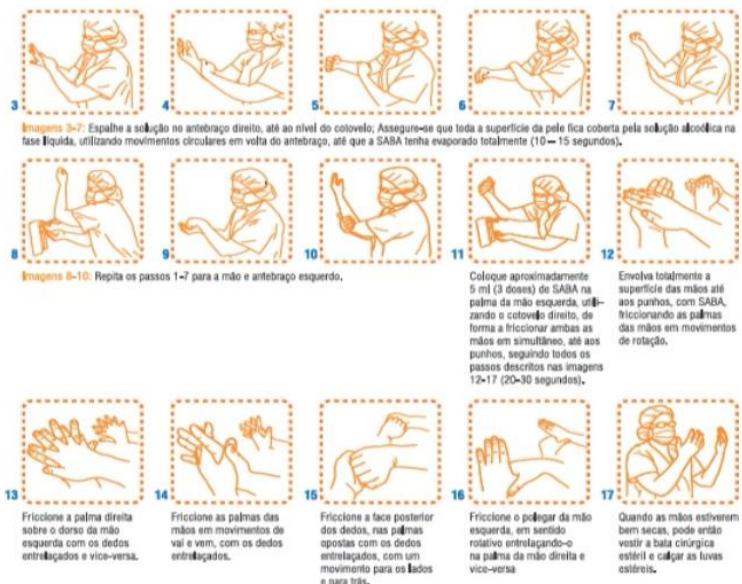 3
4
5
6
7
Imagens 3-7: Espalhe a solução no antebraço direito, até ao nível do cotovelo; Assegure-se que toda a superfície da pele fica coberta pela solução alcoólica na
fase líquida, utilizando movimentos circulares em volta do antebraço, até que a SABA tenha evaporado totalmente (10 — 15 segundos).
8
9
10
11
12
Imagens 8-10: Repita os passos 1-7 para a mão e antebraço esquerdo.
Coloque aproximadamente
5 ml (3 doses) de SABA na
palma da mão esquerda, utili-
zando o cotovelo direito, de
forma a friccionar ambas as
mãos em simultâneo, até aos
punhos, seguindo todos os
passos descritos nas imagens
12-17 (20-30 segundos).
Envolva totalmente a
superfície das mãos até
aos punhos, com SABA,
friccionando as palmas
das mãos em movimentos
de rotação.
13
14
15
16
17
Friccione a palma direita
sobre o dorso da mão
esquerda com os dedos
entrelaçados e vice-versa.
Friccione as palmas das
mãos em movimentos de
vai e vem, com os dedos
entrelaçados.
Friccione a face posterior
dos dedos, nas palmas
opostas com os dedos
entrelaçados, com um
movimento para os lados
e para trás.
Friccione o polegar da mão
esquerda, em sentido
rotativo entrelaçando-o
na palma da mão direita e
vice-versa
Quando as mãos estiverem
bem secas, pode então
vestir a bata cirúrgica
estéril e calçar as luvas
estéreis.